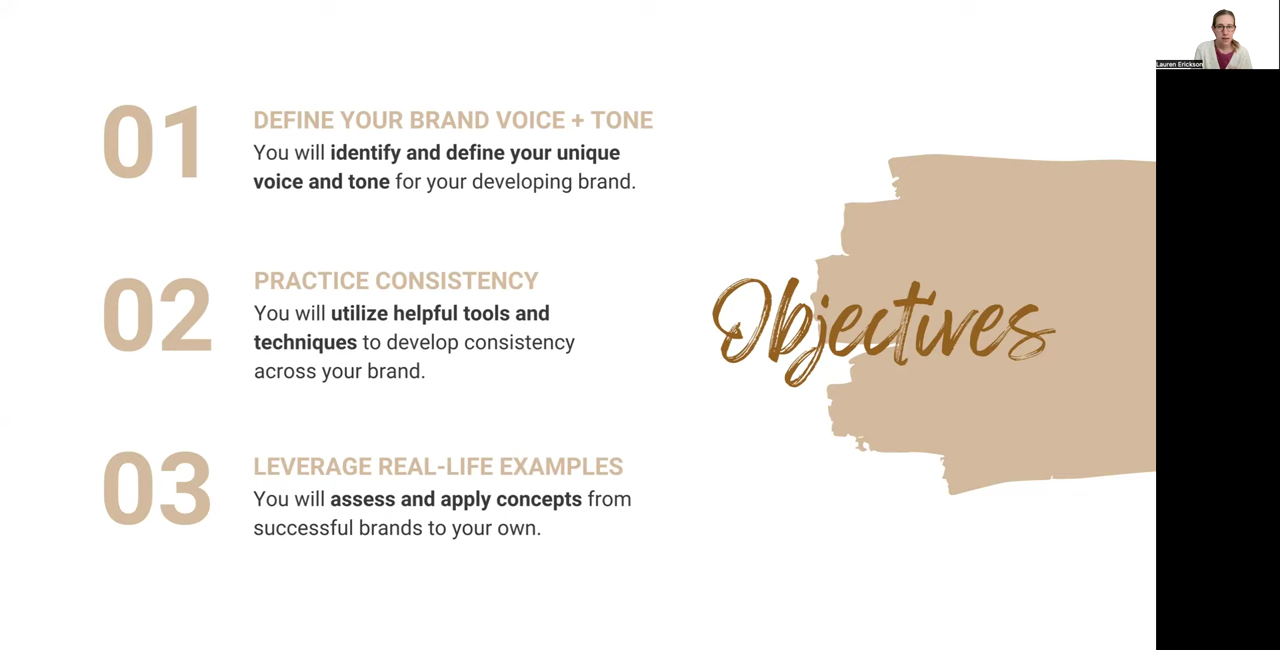 01
DEFINE YOUR BRAND VOICE + TONE
You will identify and define your unique
voice and tone for your developing brand.
02
PRACTICE CONSISTENCY
You will utilize helpful tools and
techniques to develop consistency
across your brand.
03
LEVERAGE REAL-LIFE EXAMPLES
You will assess and apply concepts from
successful brands to your own.
Objectives
Lauren Erickson